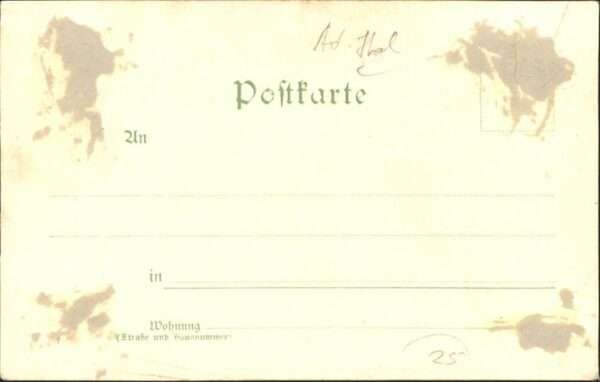 Postkarte
An
in
Wohnung
(Straße und Hausnummer)
25